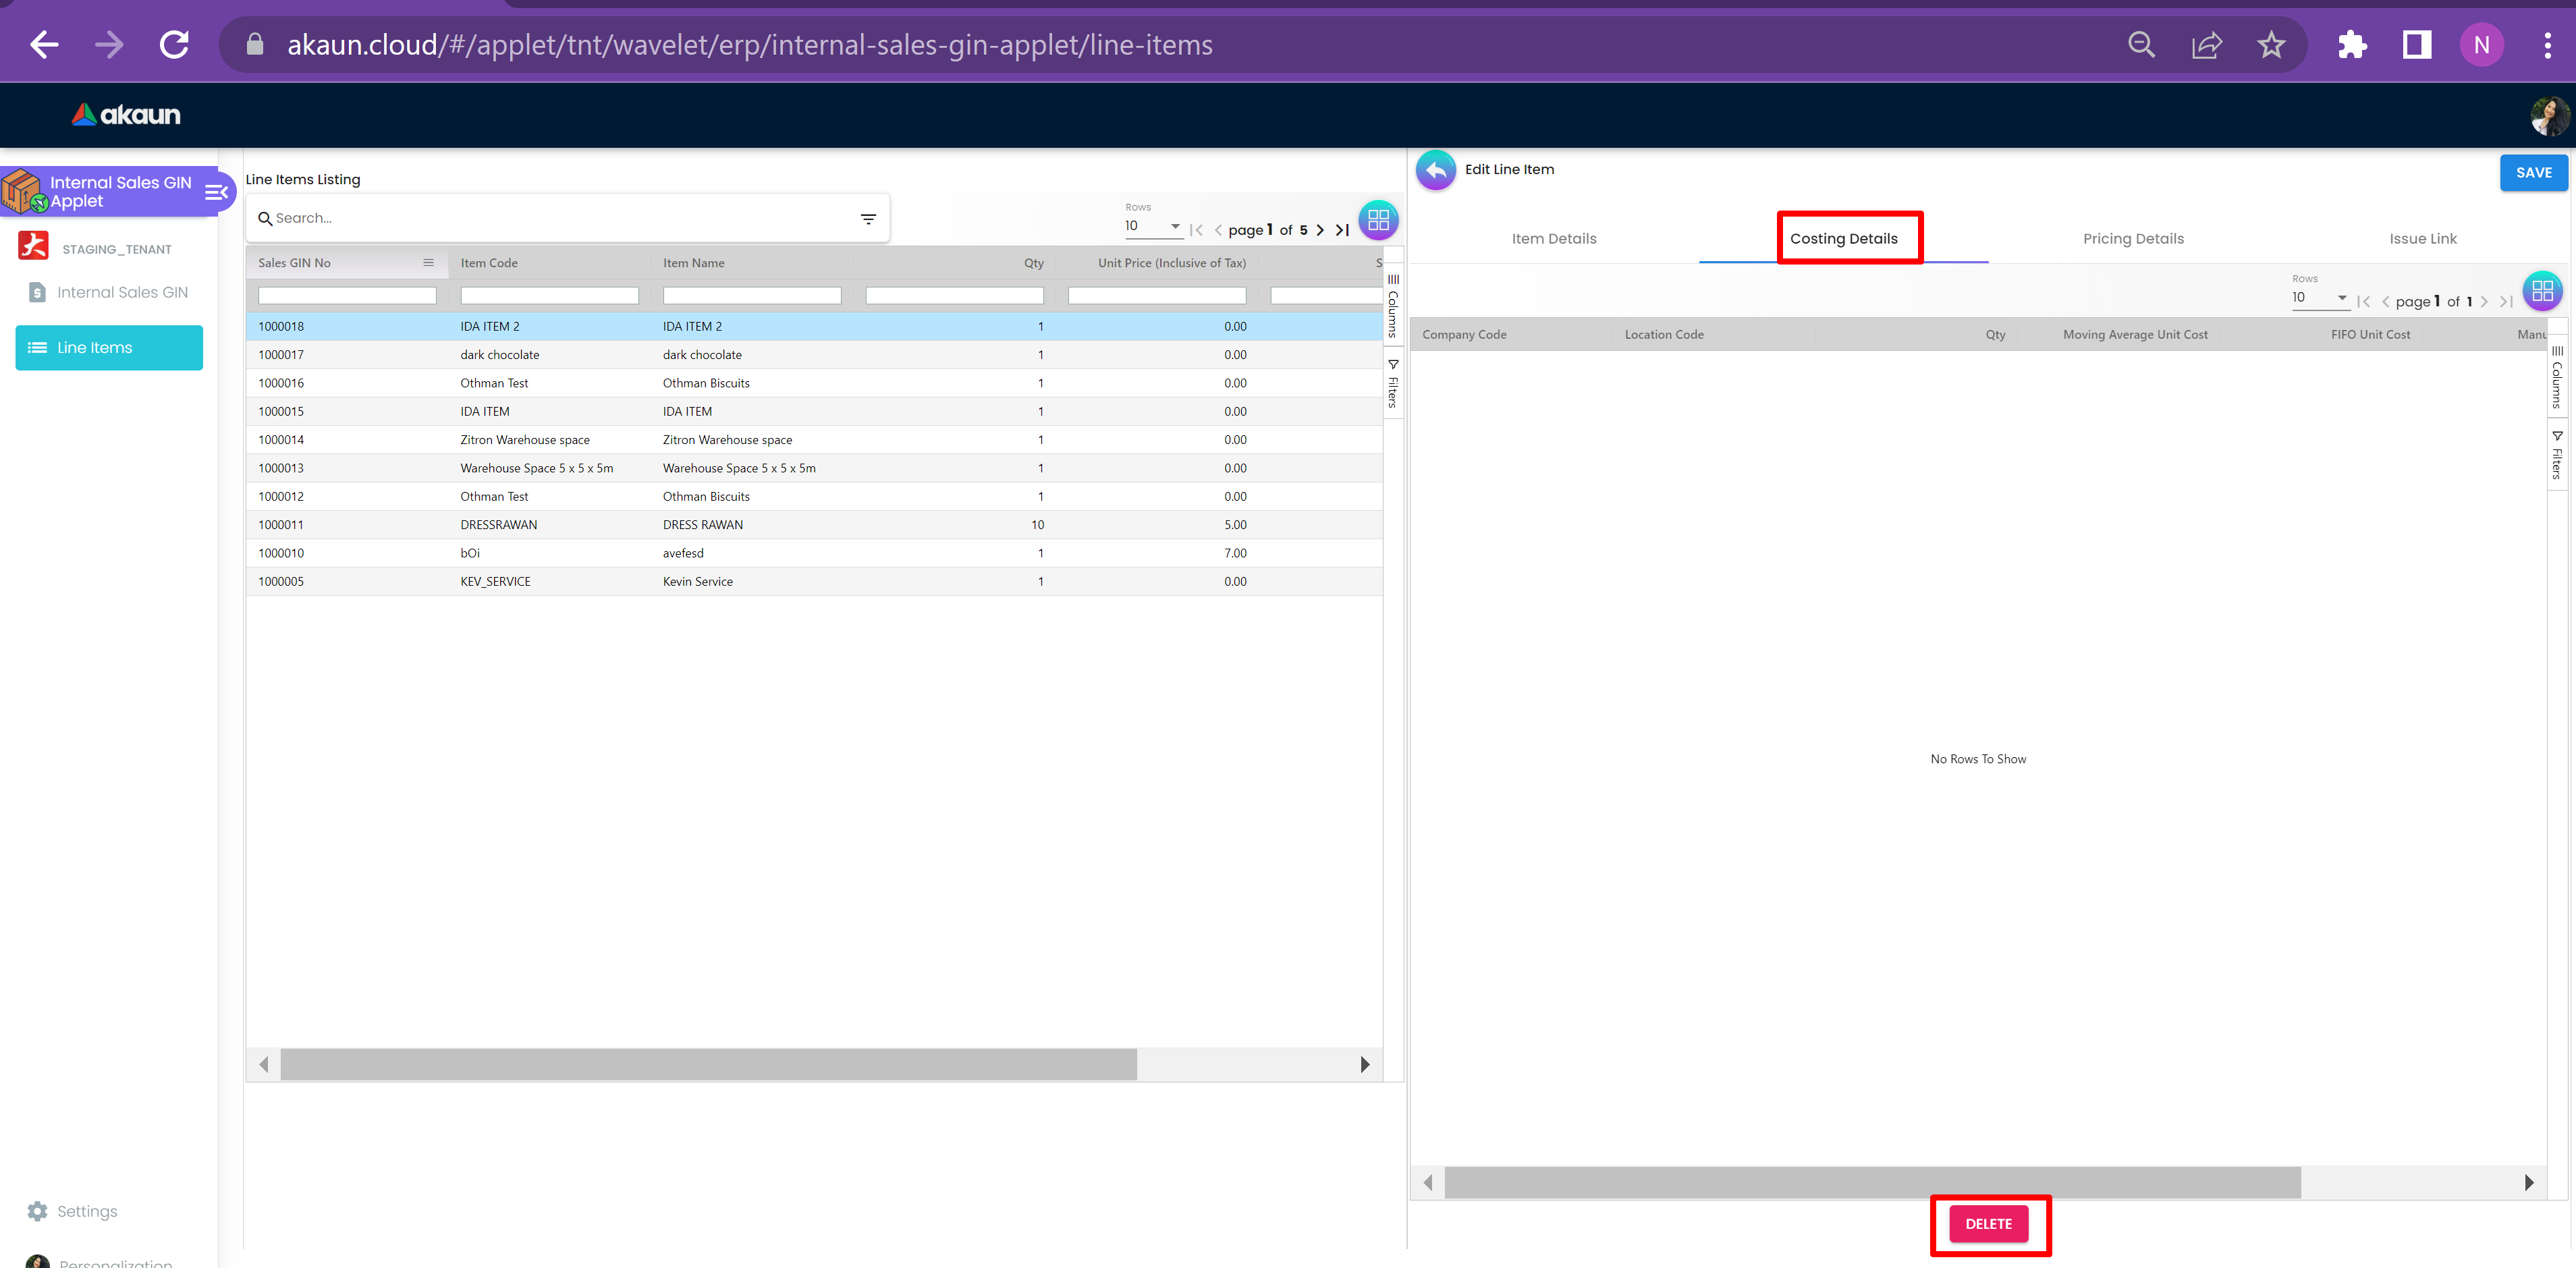 akaun.cloud/#/applet/tnt/wavelet/erp/internal-sales-gin-applet/line-items
N
akaun
Internal Sales GIN
Applet
STAGING_TENANT
Internal Sales GIN
Line Items
Settings
Personalization
Line Items Listing
Search...
Rows
10
page 1 of 5
Sales GIN No Item Code Item Name Qty Unit Price (Inclusive of Tax) S
1000018 IDA ITEM 2 IDA ITEM 2 1 0.00
1000017 dark chocolate dark chocolate 1 0.00
1000016 Othman Test Othman Biscuits 1 0.00
1000015 IDA ITEM IDA ITEM 1 0.00
1000014 Zitron Warehouse space Zitron Warehouse space 1 0.00
1000013 Warehouse Space 5 x 5 x 5m Warehouse Space 5 x 5 x 5m 1 0.00
1000012 Othman Test Othman Biscuits 1 0.00
1000011 DRESSRAWAN DRESS RAWAN 10 5.00
1000010 bOi avefesd 1 7.00
1000005 KEV_SERVICE Kevin Service 1 0.00
Columns
Filters
Edit Line Item
SAVE
Item Details Costing Details Pricing Details Issue Link
Rows
10
page 1 of 1
Company Code Location Code Qty Moving Average Unit Cost FIFO Unit Cost Manu
No Rows To Show
Columns
Filters
DELETE